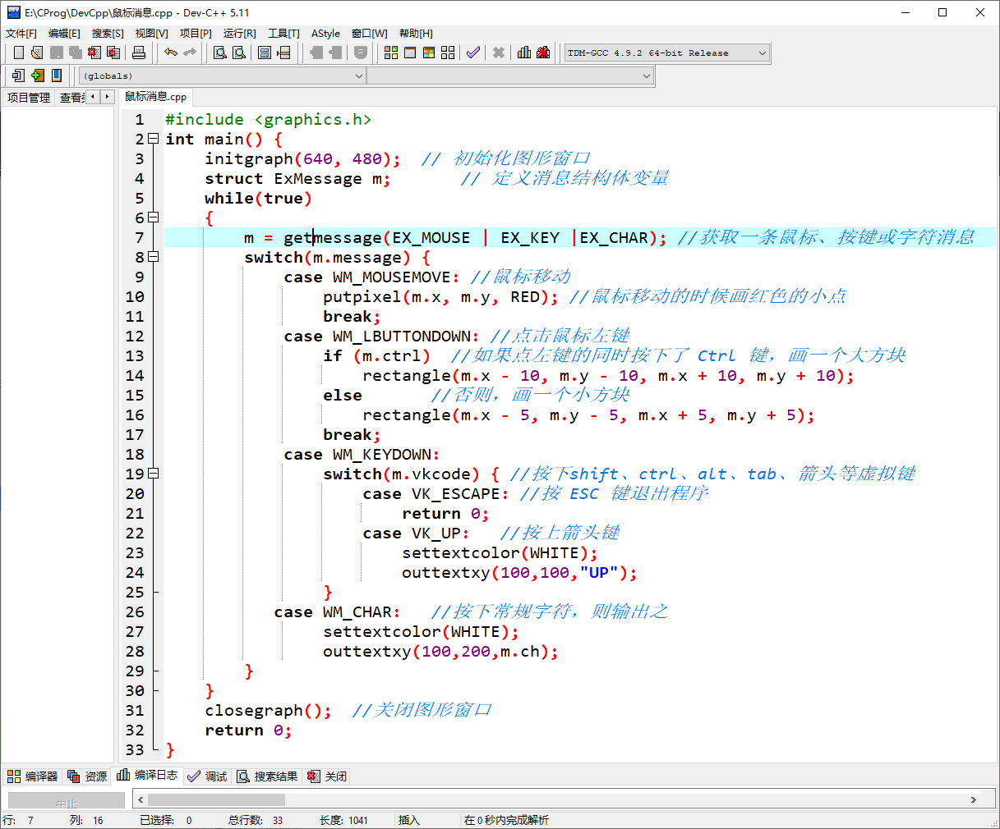 E:\CProg\DevCpp\鼠标消息.cpp - Dev-C++ 5.11
文件[F] 编辑[E] 搜索[S] 视图[V] 项目[P] 运行[R] 工具[T] AStyle 窗口[W] 帮助[H]
TDM-GCC 4.9.2 64-bit Release
(globals)
项目管理 查看 鼠标消息.cpp
1 #include <graphics.h>
2 int main() {
3 initgraph(640, 480); // 初始化图形窗口
4 struct ExMessage m; // 定义消息结构体变量
5 while(true)
6 {
7 m = getmessage(EX_MOUSE | EX_KEY |EX_CHAR); //获取一条鼠标、按键或字符消息
8 switch(m.message) {
9 case WM_MOUSEMOVE: //鼠标移动
10 putpixel(m.x, m.y, RED); //鼠标移动的时候画红色的小点
11 break;
12 case WM_LBUTTONDOWN: //点击鼠标左键
13 if (m.ctrl) //如果点左键的同时按下了 Ctrl 键，画一个大方块
14 rectangle(m.x - 10, m.y - 10, m.x + 10, m.y + 10);
15 else //否则，画一个小方块
16 rectangle(m.x - 5, m.y - 5, m.x + 5, m.y + 5);
17 break;
18 case WM_KEYDOWN:
19 switch(m.vkcode) { //按下shift、ctrl、alt、tab、箭头等虚拟键
20 case VK_ESCAPE: //按 ESC 键退出程序
21 return 0;
22 case VK_UP: //按上箭头键
23 settextcolor(WHITE);
24 outtextxy(100,100,"UP");
25 }
26 case WM_CHAR: //按下常规字符，则输出之
27 settextcolor(WHITE);
28 outtextxy(100,200,m.ch);
29 }
30 }
31 closegraph(); //关闭图形窗口
32 return 0;
33 }
编译器 资源 编译日志 调试 搜索结果 关闭
中止
行: 7 列: 16 已选择: 0 总行数: 33 长度: 1041 插入 在 0 秒内完成解析